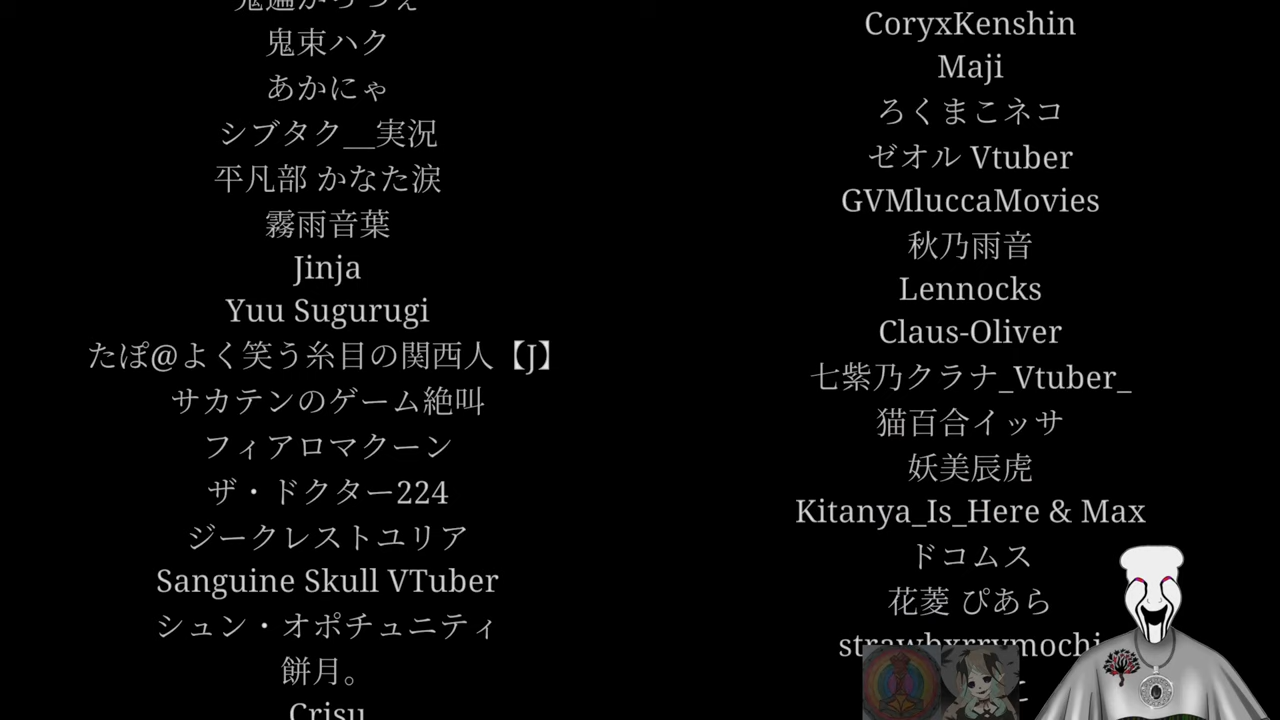 鬼束ハク
あかにゃ
シブタク__実況
平凡部 かなた涙
霧雨音葉
Jinja
Yuu Sugurugi
たぽ@よく笑う糸目の関西人【J】
サカテンのゲーム絶叫
フィアロマクーン
ザ・ドクター224
ジークレストユリア
Sanguine Skull VTuber
シュン・オポチュニティ
餅月。
Crisu
CoryxKenshin
Maji
ろくまこネコ
ゼオル Vtuber
GVMluccaMovies
秋乃雨音
Lennocks
Claus-Oliver
七紫乃クラナ_Vtuber_
猫百合イッサ
妖美辰虎
Kitanya_Is_Here & Max
ドコムス
花菱 ぴあら
strawbxrrymochi